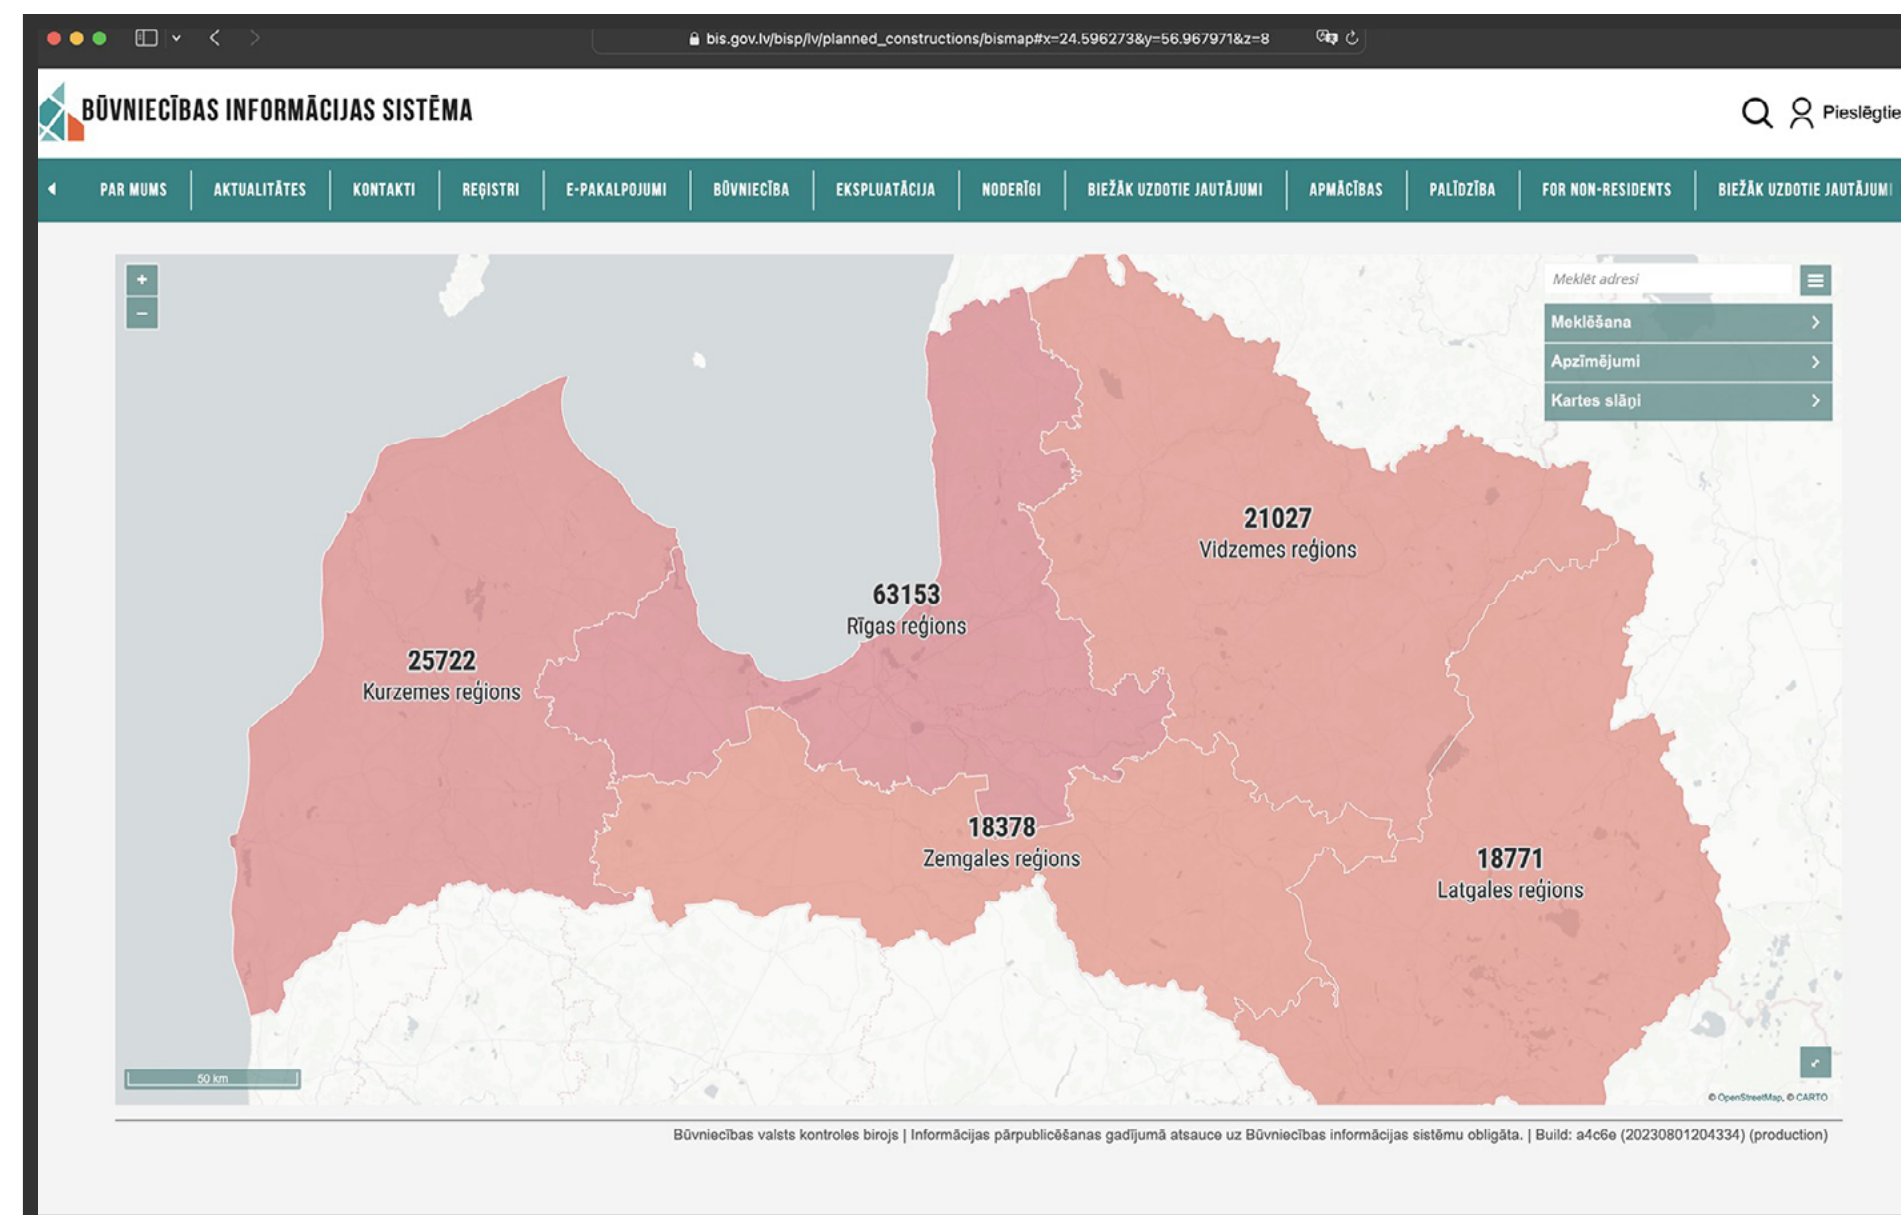 bis.gov.lv/bisp/lv/planned_constructions/bismap#x=24.596273&y=56.967971&z=8
BŪVNIECĪBAS INFORMĀCIJAS SISTĒMA
Pieslēgtie
PAR MUMS
AKTUALITĀTES
KONTAKTI
REĢISTRI
E-PAKALPOJUMI
BŪVNIECĪBA
EKSPLUATĀCIJA
NODERĪGI
BIEŽĀK UZDOTIE JAUTĀJUMI
APMĀCĪBAS
PALĪDZĪBA
FOR NON-RESIDENTS
BIEŽĀK UZDOTIE JAUTĀJUMI
+
−
Meklēt adresi
Meklēšana
Apzīmējumi
Kartes slāņi
21027
Vidzemes reģions
63153
Rīgas reģions
25722
Kurzemes reģions
18378
Zemgales reģions
18771
Latgales reģions
50 km
© OpenStreetMap, © CARTO
Būvniecības valsts kontroles birojs | Informācijas pārpublicēšanas gadījumā atsauce uz Būvniecības informācijas sistēmu obligāta. | Build: a4c6e (20230801204334) (production)